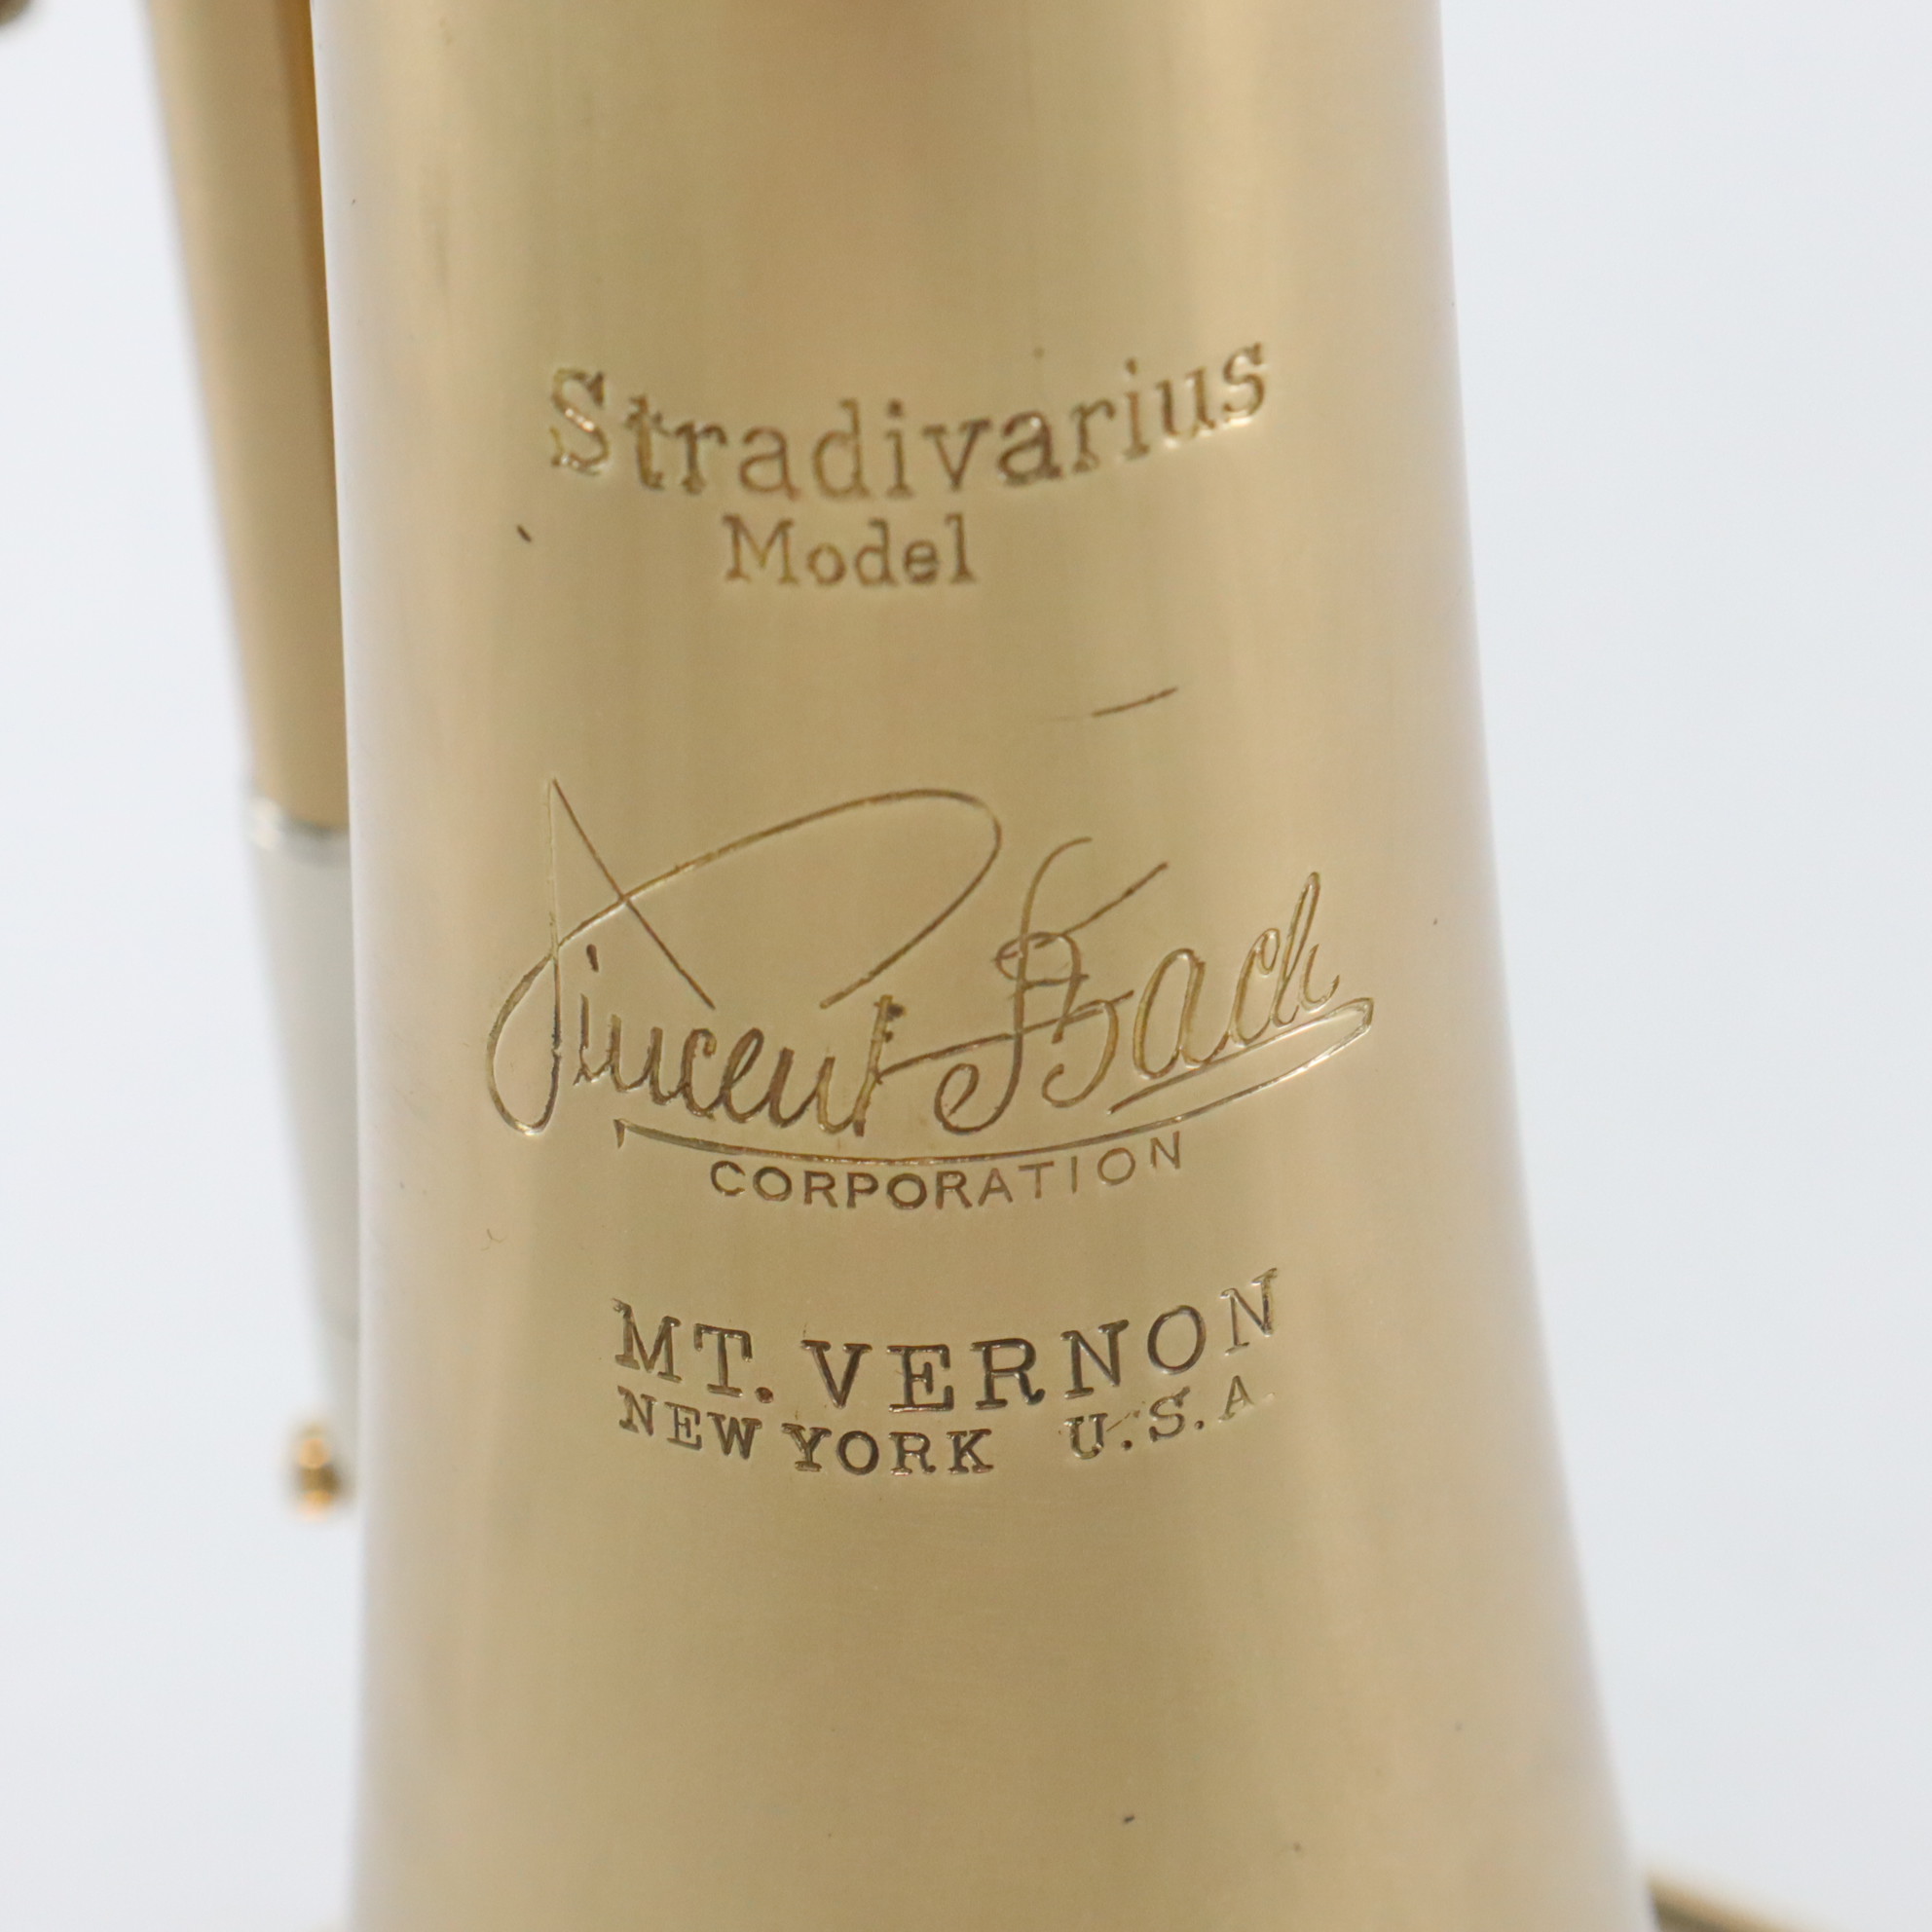 Stradivarius
Model
Vincent Bach
CORPORATION
MT. VERNON
NEW YORK U.S.A.